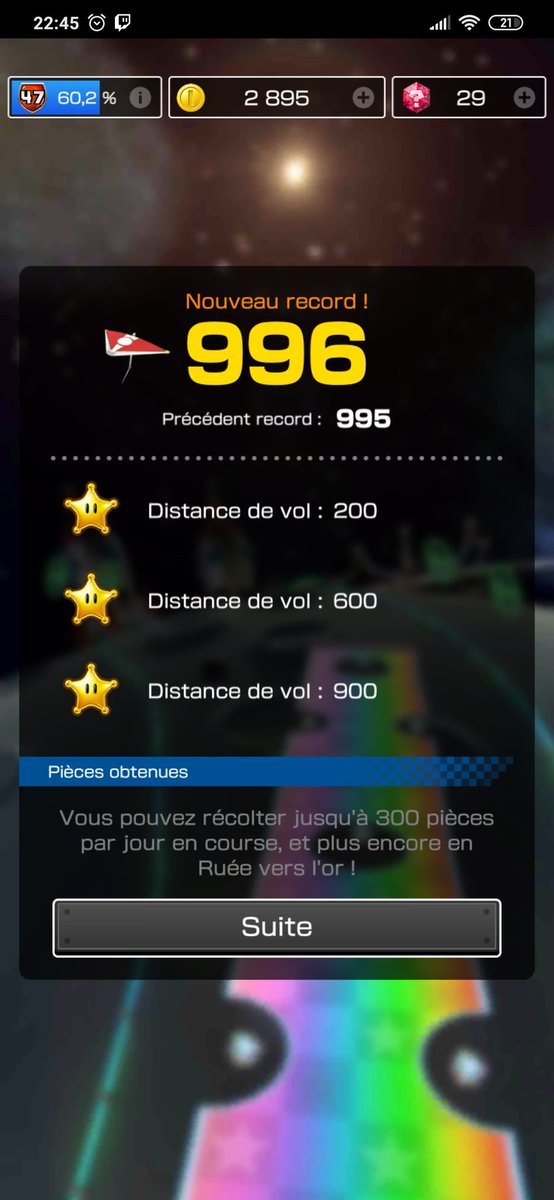 22:45
21
47 60,2 %
2 895
29
Nouveau record !
996
Précédent record : 995
Distance de vol : 200
Distance de vol : 600
Distance de vol : 900
Pièces obtenues
Vous pouvez récolter jusqu'à 300 pièces
par jour en course, et plus encore en
Ruée vers l'or !
Suite